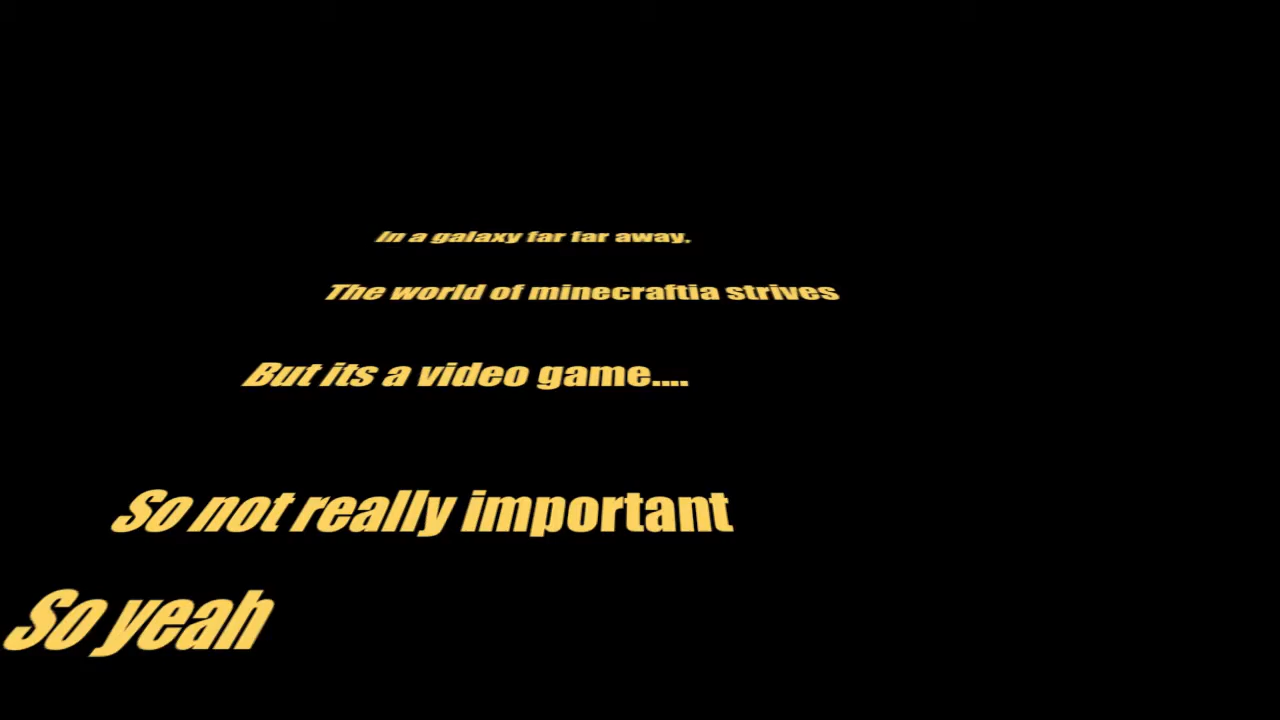 In a galaxy far far away,
The world of minecraftia strives
But its a video game....
So not really important
So yeah